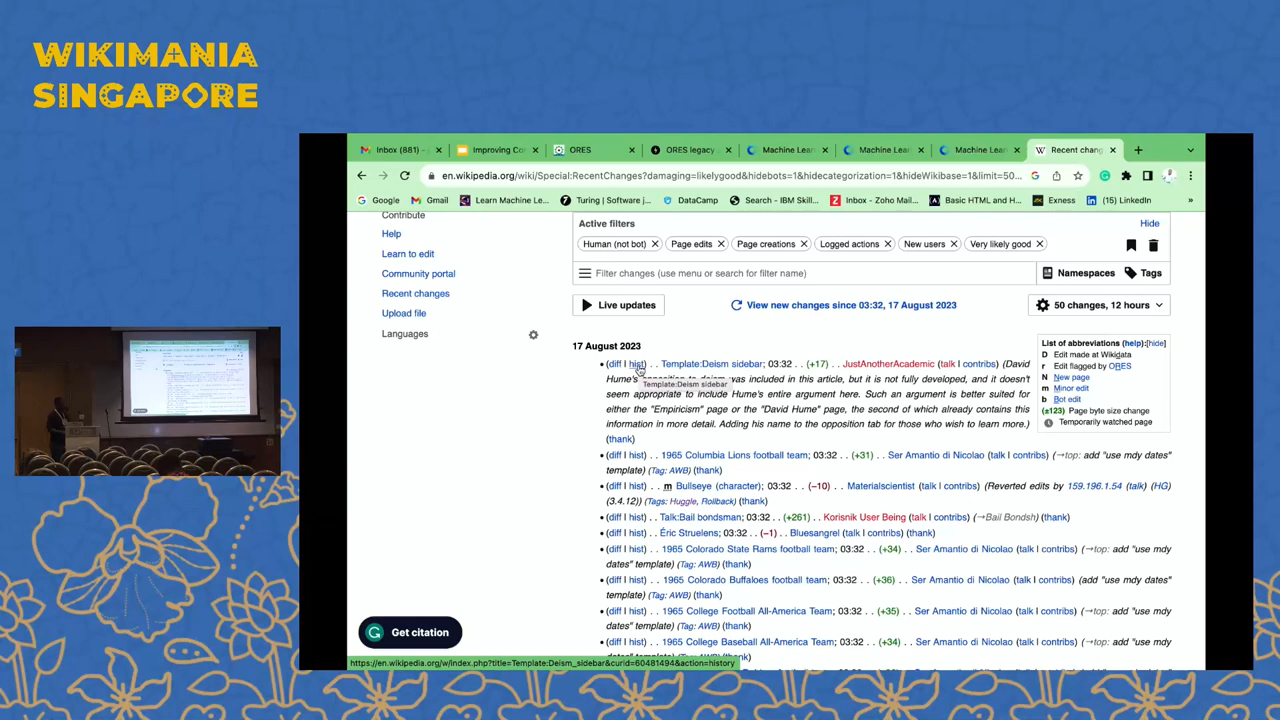 WIKIMANIA
SINGAPORE
Inbox (881) -
Improving Co
ORES
ORES legacy
Machine Lear
Machine Lear
Machine Lear
Recent chang
en.wikipedia.org/wiki/Special:RecentChanges?damaging=likelygood&hidebots=1&hidecategorization=1&hideWikibase=1&limit=50...
Google
Gmail
Learn Machine Le...
Turing | Software j...
DataCamp
Search - IBM Skill...
Inbox - Zoho Mail...
Basic HTML and H...
Exness
(15) LinkedIn
»
Contribute
Help
Learn to edit
Community portal
Recent changes
Upload file
Languages
Active filters
Hide
Human (not bot)
Page edits
Page creations
Logged actions
New users
Very likely good
Filter changes (use menu or search for filter name)
Namespaces
Tags
Live updates
View new changes since 03:32, 17 August 2023
50 changes, 12 hours
17 August 2023
(diff | hist) . . Template:Deism sidebar; 03:32 . . (+17) . . JustAnotherAcademic (talk | contribs) (David
Hume's to deism was included in this article, but it is not fully developed, and it doesn't
Template:Deism sidebar
seem appropriate to include Hume's entire argument here. Such an argument is better suited for
either the "Empiricism" page or the "David Hume" page, the second of which already contains this
information in more detail. Adding his name to the opposition tab for those who wish to learn more.)
(thank)
(diff | hist) . . 1965 Columbia Lions football team; 03:32 . . (+31) . . Ser Amantio di Nicolao (talk | contribs) (→top: add "use mdy dates"
template) (Tag: AWB) (thank)
(diff | hist) . . m Bullseye (character); 03:32 . . (−10) . . Materialscientist (talk | contribs) (Reverted edits by 159.196.1.54 (talk) (HG)
(3.4.12)) (Tags: Huggle, Rollback) (thank)
(diff | hist) . . Talk:Bail bondsman; 03:32 . . (+261) . . Korisnik User Being (talk | contribs) (→Bail Bondsh) (thank)
(diff | hist) . . Éric Struelens; 03:32 . . (−1) . . Bluesangrel (talk | contribs) (thank)
(diff | hist) . . 1965 Colorado State Rams football team; 03:32 . . (+34) . . Ser Amantio di Nicolao (talk | contribs) (→top: add "use mdy
dates" template) (Tag: AWB) (thank)
(diff | hist) . . 1965 Colorado Buffaloes football team; 03:32 . . (+36) . . Ser Amantio di Nicolao (talk | contribs) (add "use mdy dates"
template) (Tag: AWB) (thank)
(diff | hist) . . 1965 College Football All-America Team; 03:32 . . (+35) . . Ser Amantio di Nicolao (talk | contribs) (→top: add "use mdy
dates" template) (Tag: AWB) (thank)
(diff | hist) . . 1965 College Baseball All-America Team; 03:32 . . (+34) . . Ser Amantio di Nicolao (talk | contribs) (→top: add "use mdy
List of abbreviations (help):[hide]
D Edit made at Wikidata
r Edit flagged by ORES
N New page
m Minor edit
b Bot edit
(±123) Page byte size change
Temporarily watched page
Get citation
https://en.wikipedia.org/w/index.php?title=Template:Deism_sidebar&curid=60481494&action=history